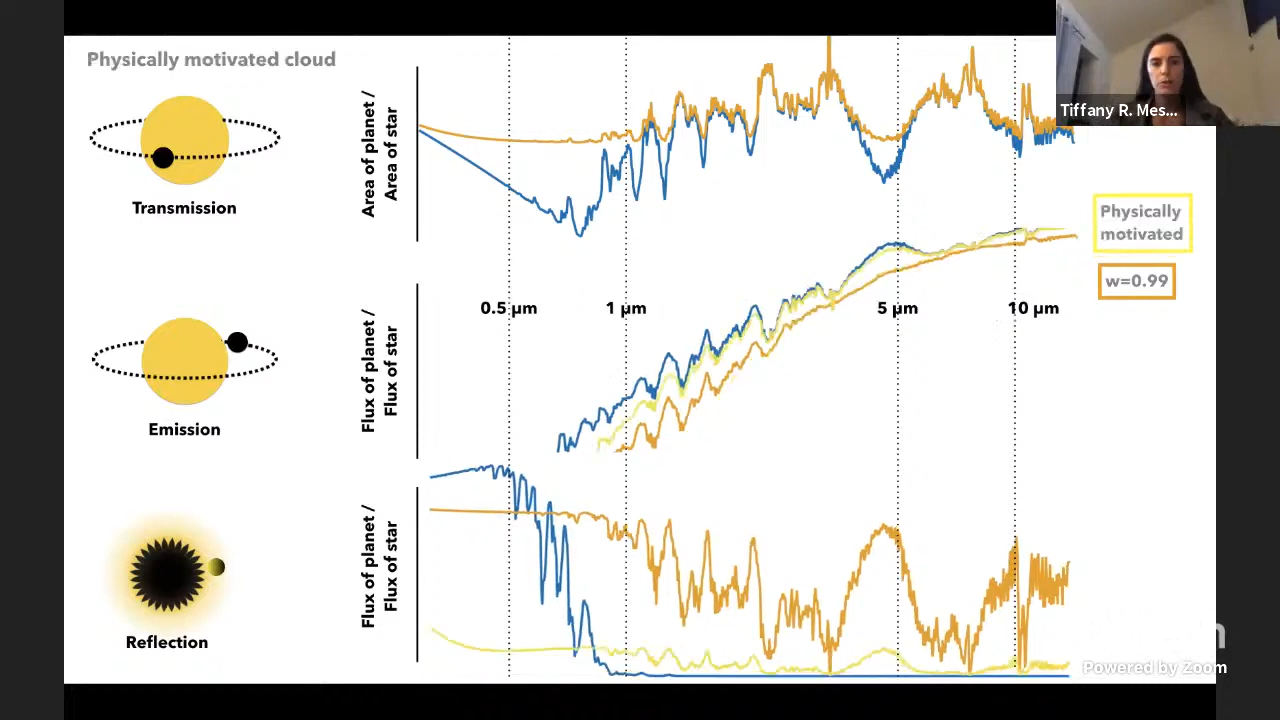 Physically motivated cloud
Area of planet /
Area of star
Transmission
Tiffany R. Mes...
Physically
motivated
w=0.99
0.5 µm
1 µm
5 µm
10 µm
Flux of planet /
Flux of star
Emission
Flux of planet /
Flux of star
Reflection
Powered by Zoom